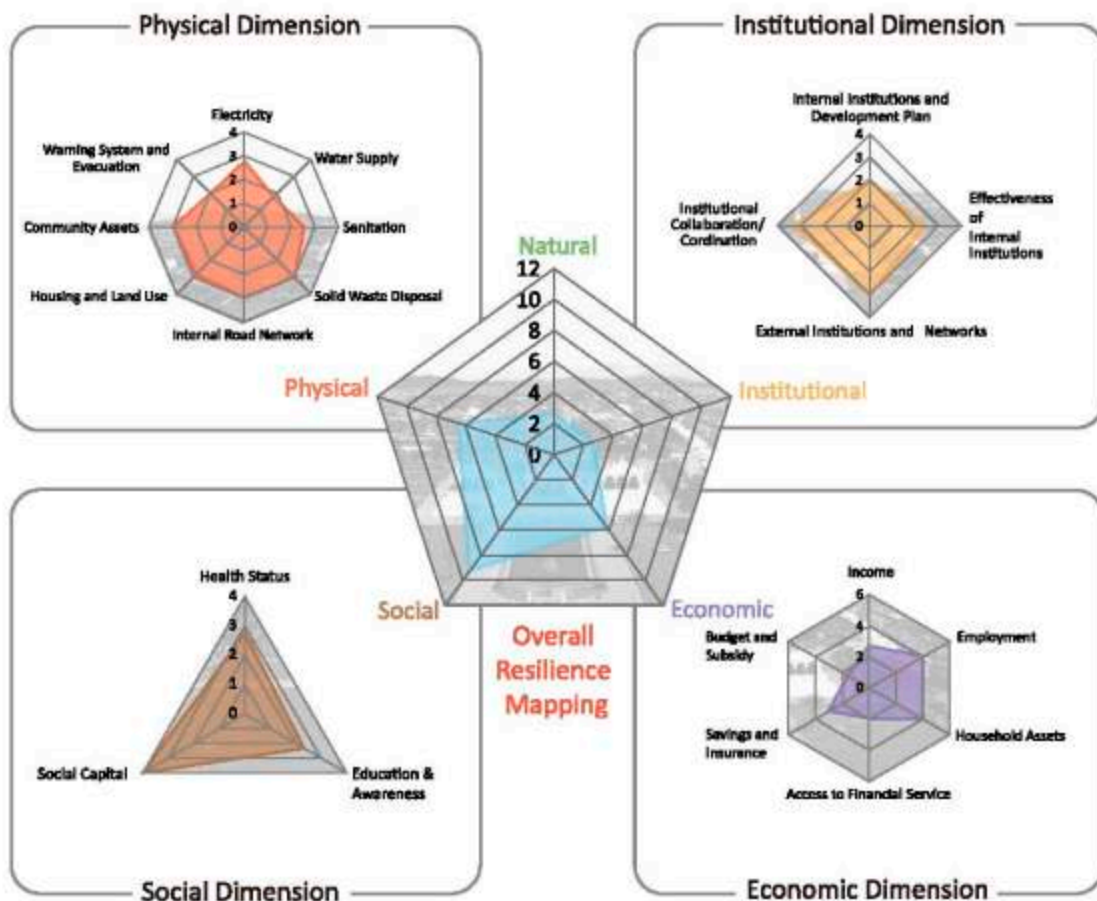 Physical Dimension
Electricity
4
3
2
1
0
Warning System and
Evacuation
Water Supply
Community Assets
Sanitation
Housing and Land Use
Solid Waste Disposal
Internal Road Network
Institutional Dimension
Internal Institutions and
Development Plan
4
3
2
1
0
Institutional
Collaboration/
Cordination
Effectiveness
of
Internal
Institutions
External Institutions and Networks
Natural
12
10
8
6
4
2
0
Physical
Institutional
Social
Economic
Overall
Resilience
Mapping
Health Status
4
3
2
1
0
Social Capital
Education &
Awareness
Social Dimension
Income
6
4
2
0
Budget and
Subsidy
Employment
Savings and
Insurance
Household Assets
Access to Financial Service
Economic Dimension